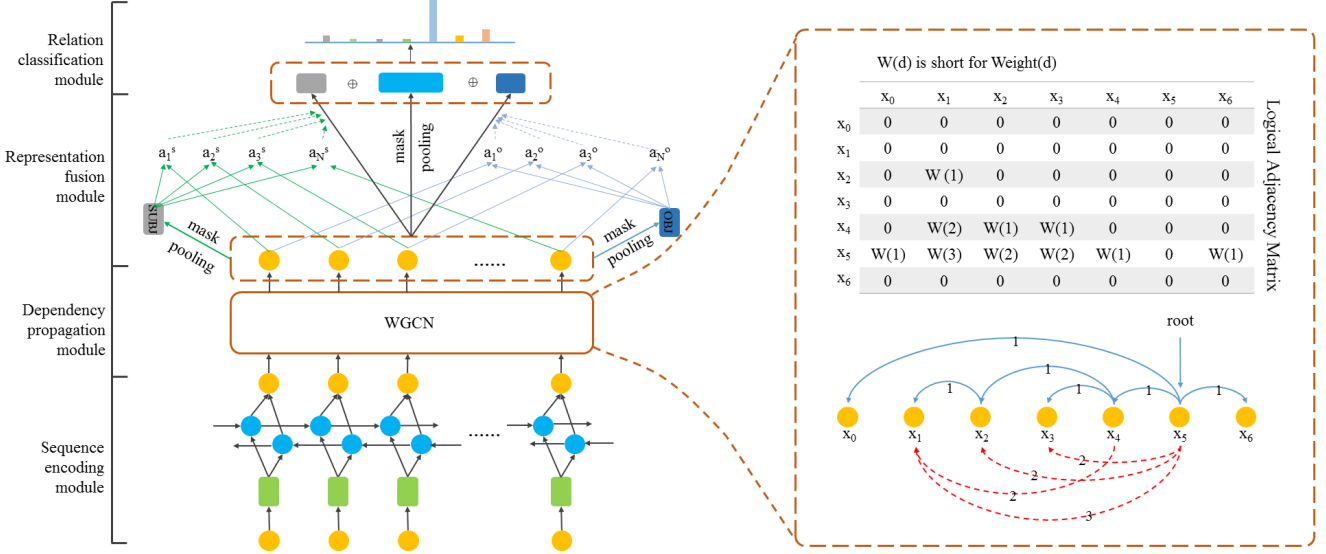 Relation
classification
module
⊕ ⊕
mask
pooling
Representation
fusion
module
a₁ˢ a₂ˢ a₃ˢ a_Nˢ a₁ᵒ a₂ᵒ a₃ᵒ a_Nᵒ
SUBJ
OBJ
mask
pooling
mask
pooling
......
Dependency
propagation
module
WGCN
Sequence
encoding
module
......
W(d) is short for Weight(d)
x₀ x₁ x₂ x₃ x₄ x₅ x₆
x₀ 0 0 0 0 0 0 0
x₁ 0 0 0 0 0 0 0
x₂ 0 W (1) 0 0 0 0 0
x₃ 0 0 0 0 0 0 0
x₄ 0 W(2) W(1) W(1) 0 0 0
x₅ W(1) W(3) W(2) W(2) W(1) 0 W(1)
x₆ 0 0 0 0 0 0 0
Logical Adjacency Matrix
root
1
1
1 1 1 1
x₀ x₁ x₂ x₃ x₄ x₅ x₆
2
2
2
3